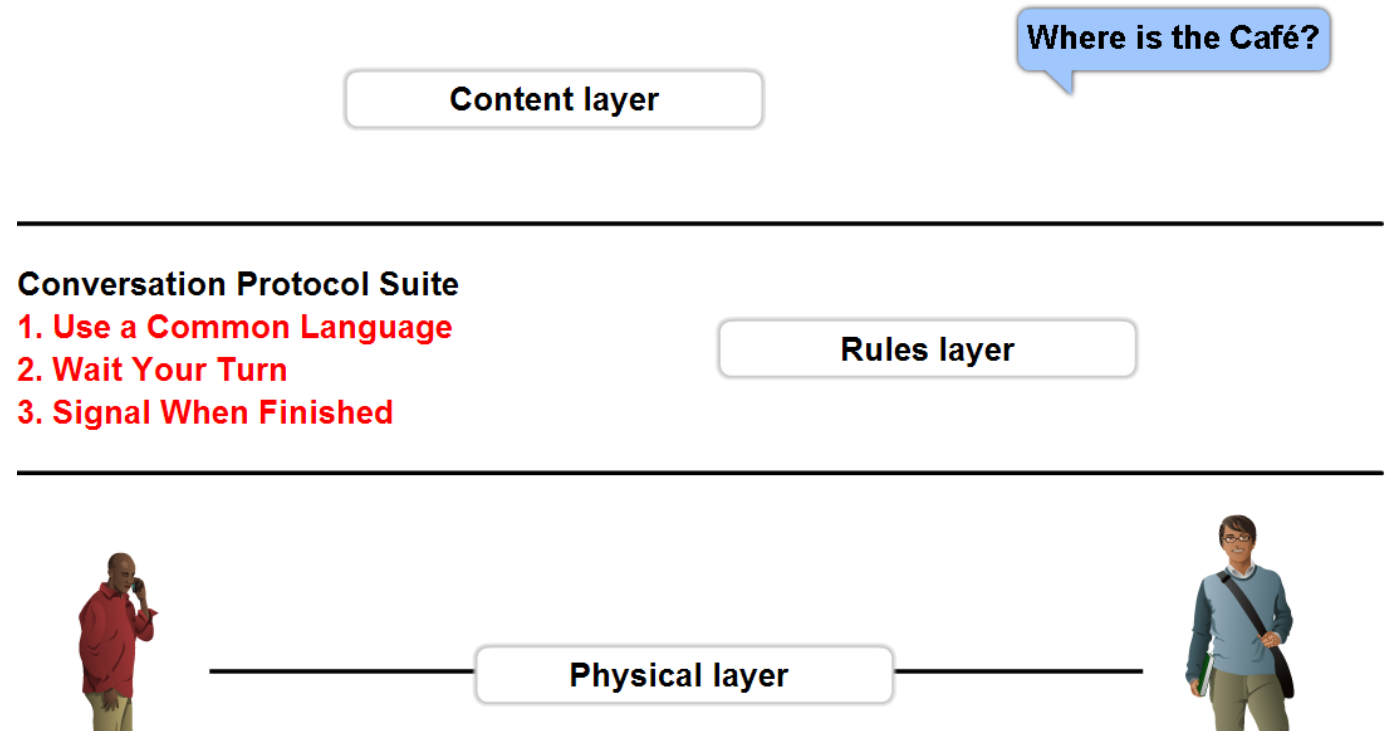 Where is the Café?
Content layer
Conversation Protocol Suite
1. Use a Common Language
2. Wait Your Turn
3. Signal When Finished
Rules layer
Physical layer